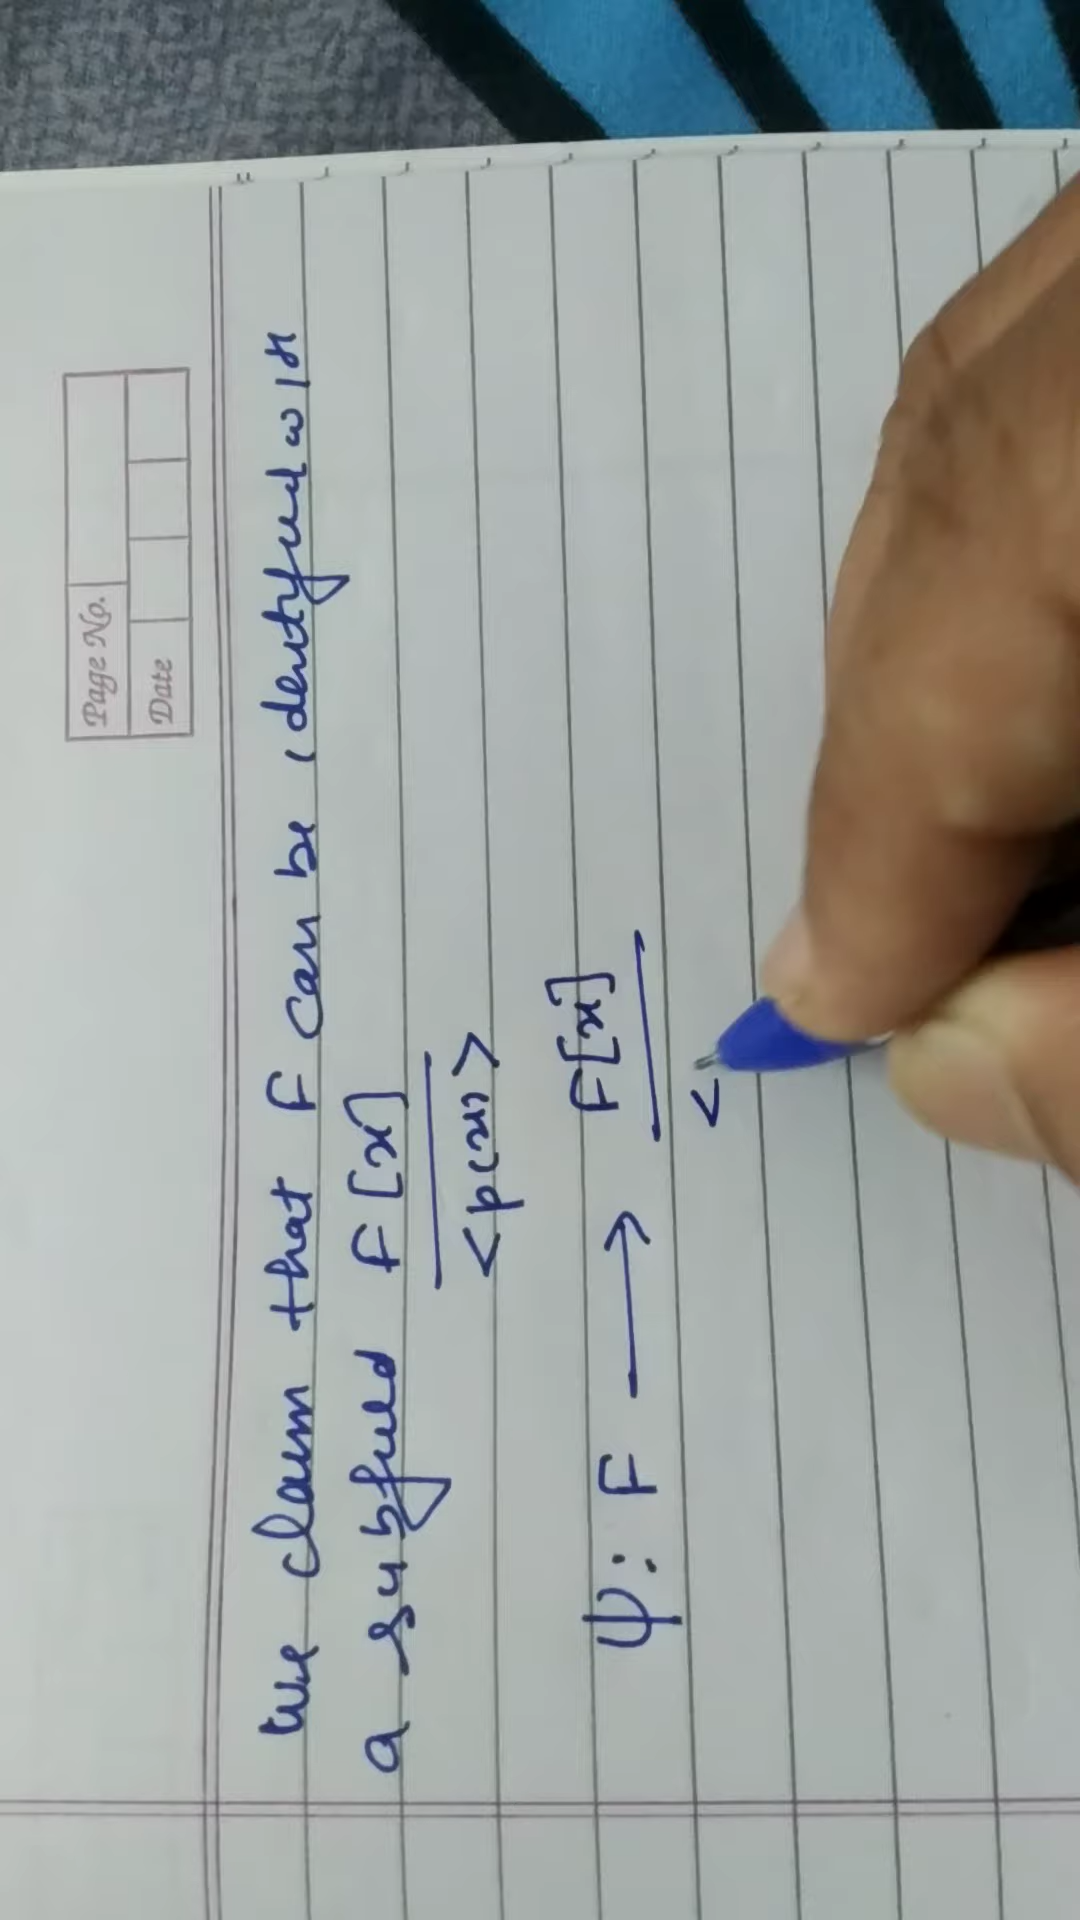 Page No.
Date
We claim that F can be identified with
a subfield F[x]
<p(x)>
ψ: F → F[x]
<